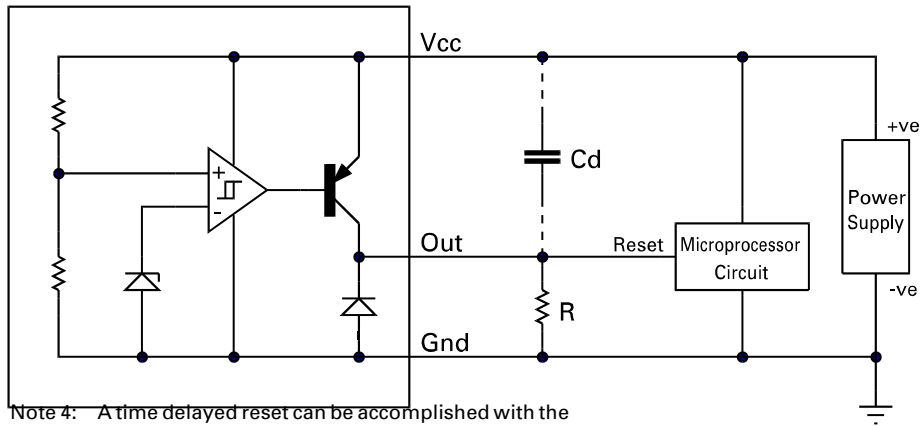 Vcc
+ve
Cd
+
-
Power
Supply
Out
Reset
Microprocessor
Circuit
-ve
R
Gnd
Note 4: A time delayed reset can be accomplished with the